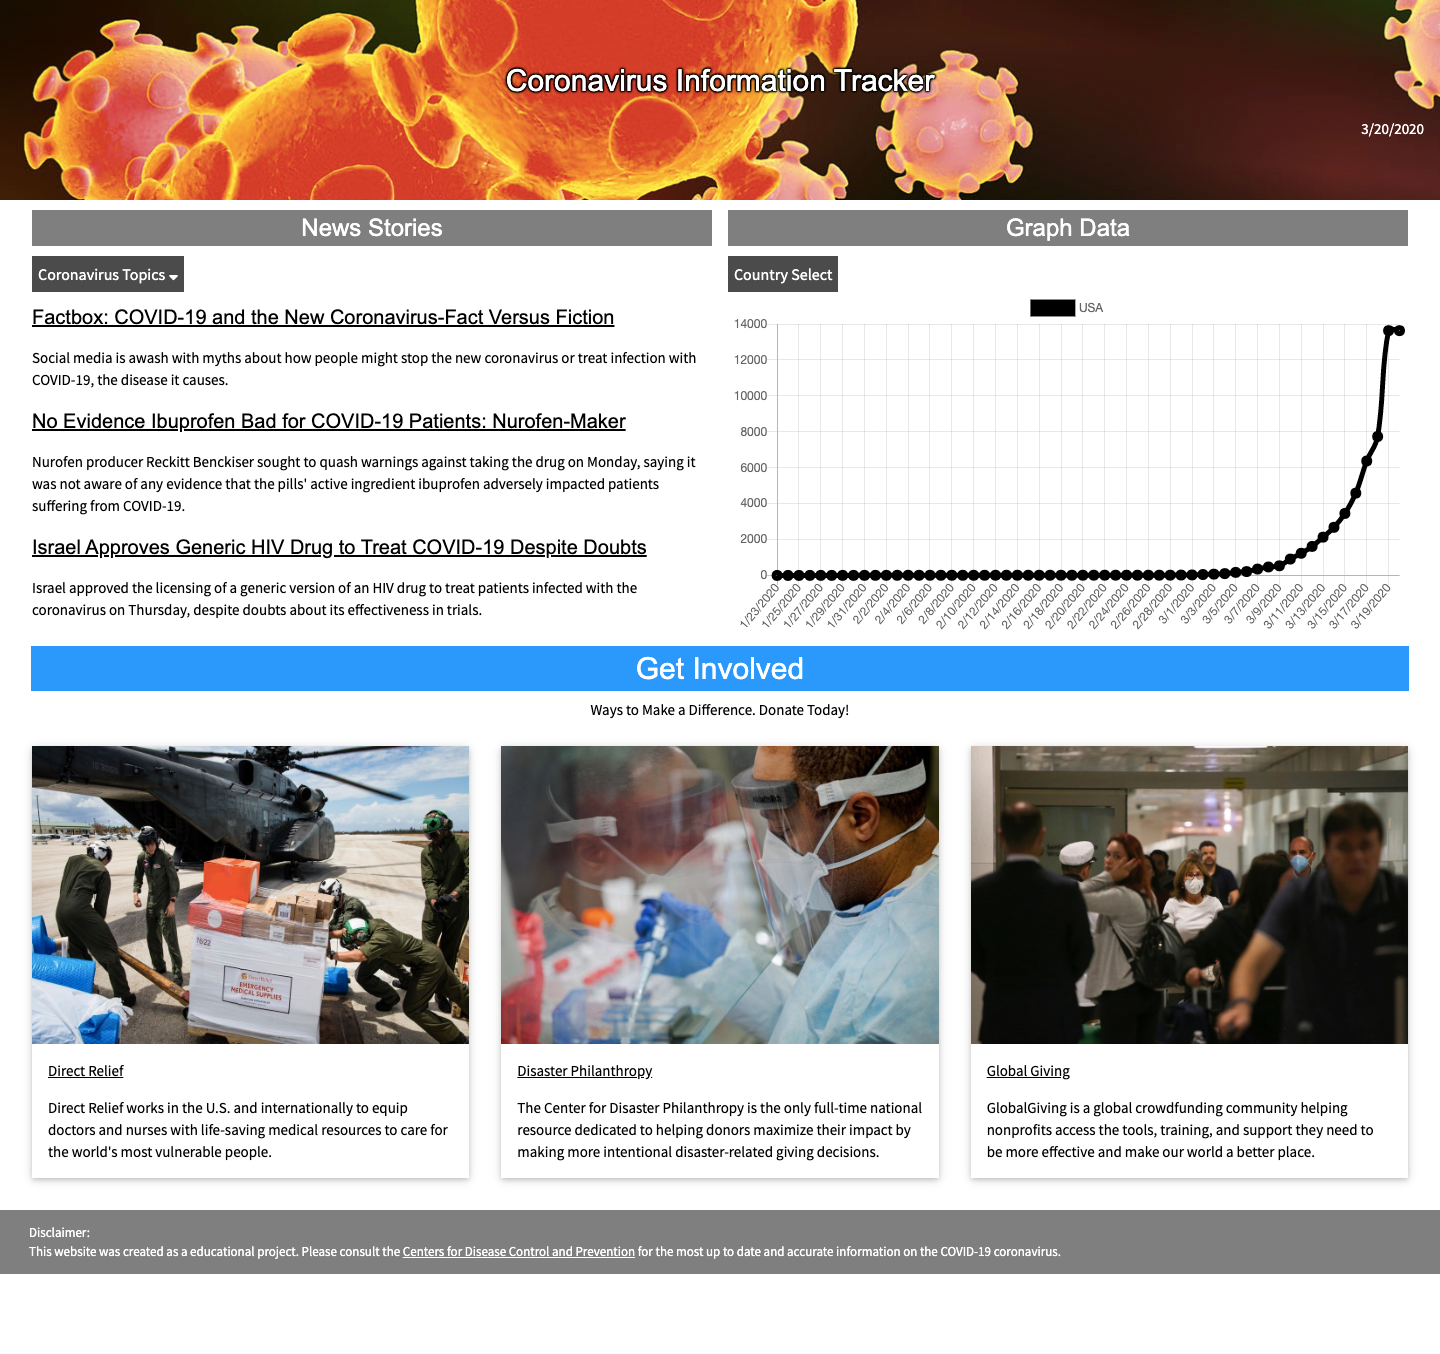 Coronavirus Information Tracker
3/20/2020
News Stories
Coronavirus Topics
Factbox: COVID-19 and the New Coronavirus-Fact Versus Fiction
Social media is awash with myths about how people might stop the new coronavirus or treat infection with
COVID-19, the disease it causes.
No Evidence Ibuprofen Bad for COVID-19 Patients: Nurofen-Maker
Nurofen producer Reckitt Benckiser sought to quash warnings against taking the drug on Monday, saying it
was not aware of any evidence that the pills' active ingredient ibuprofen adversely impacted patients
suffering from COVID-19.
Israel Approves Generic HIV Drug to Treat COVID-19 Despite Doubts
Israel approved the licensing of a generic version of an HIV drug to treat patients infected with the
coronavirus on Thursday, despite doubts about its effectiveness in trials.
Graph Data
Country Select
USA
14000
12000
10000
8000
6000
4000
2000
0
1/23/2020
1/25/2020
1/27/2020
1/29/2020
1/31/2020
2/2/2020
2/4/2020
2/6/2020
2/8/2020
2/10/2020
2/12/2020
2/14/2020
2/16/2020
2/18/2020
2/20/2020
2/22/2020
2/24/2020
2/26/2020
2/28/2020
3/1/2020
3/3/2020
3/5/2020
3/7/2020
3/9/2020
3/11/2020
3/13/2020
3/15/2020
3/17/2020
3/19/2020
Get Involved
Ways to Make a Difference. Donate Today!
EMERGENCY
MEDICAL SUPPLIES
Direct Relief
Direct Relief works in the U.S. and internationally to equip
doctors and nurses with life-saving medical resources to care for
the world's most vulnerable people.
Disaster Philanthropy
The Center for Disaster Philanthropy is the only full-time national
resource dedicated to helping donors maximize their impact by
making more intentional disaster-related giving decisions.
Global Giving
GlobalGiving is a global crowdfunding community helping
nonprofits access the tools, training, and support they need to
be more effective and make our world a better place.
Disclaimer:
This website was created as a educational project. Please consult the Centers for Disease Control and Prevention for the most up to date and accurate information on the COVID-19 coronavirus.